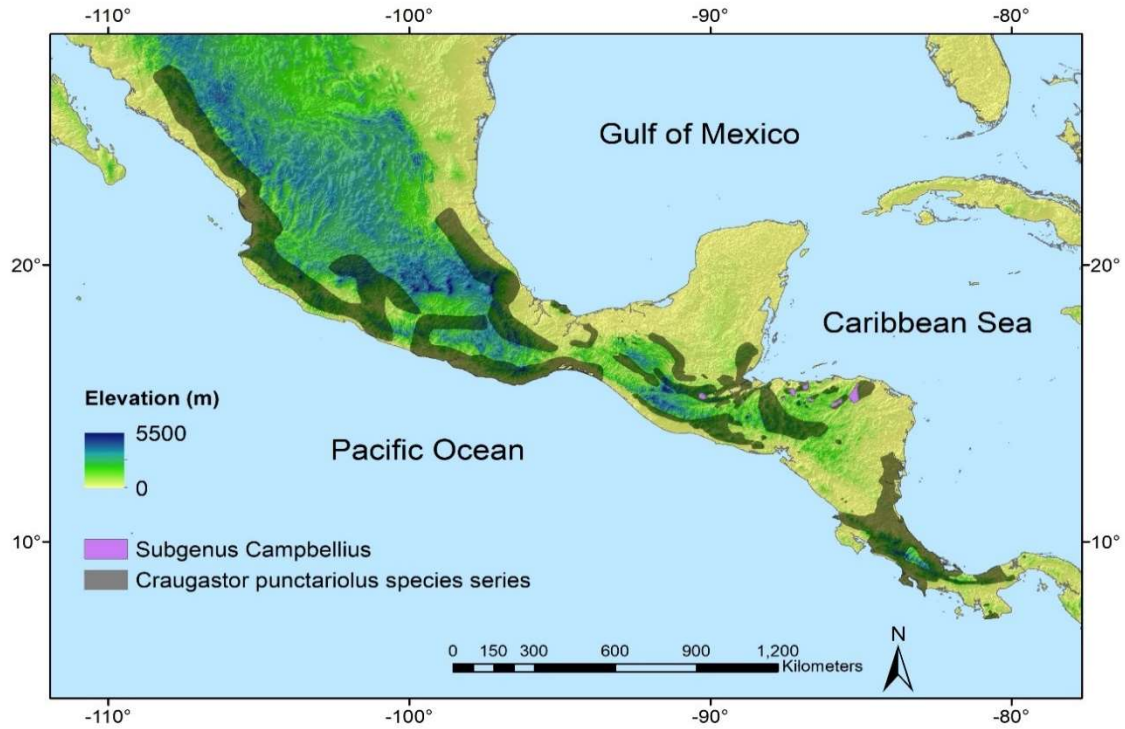 -110° -100° -90° -80°
Gulf of Mexico
20° 20°
Caribbean Sea
Elevation (m)
5500
Pacific Ocean
0
10° 10°
Subgenus Campbellius
Craugastor punctariolus species series
N
0 150 300 600 900 1,200
Kilometers
-110° -100° -90° -80°